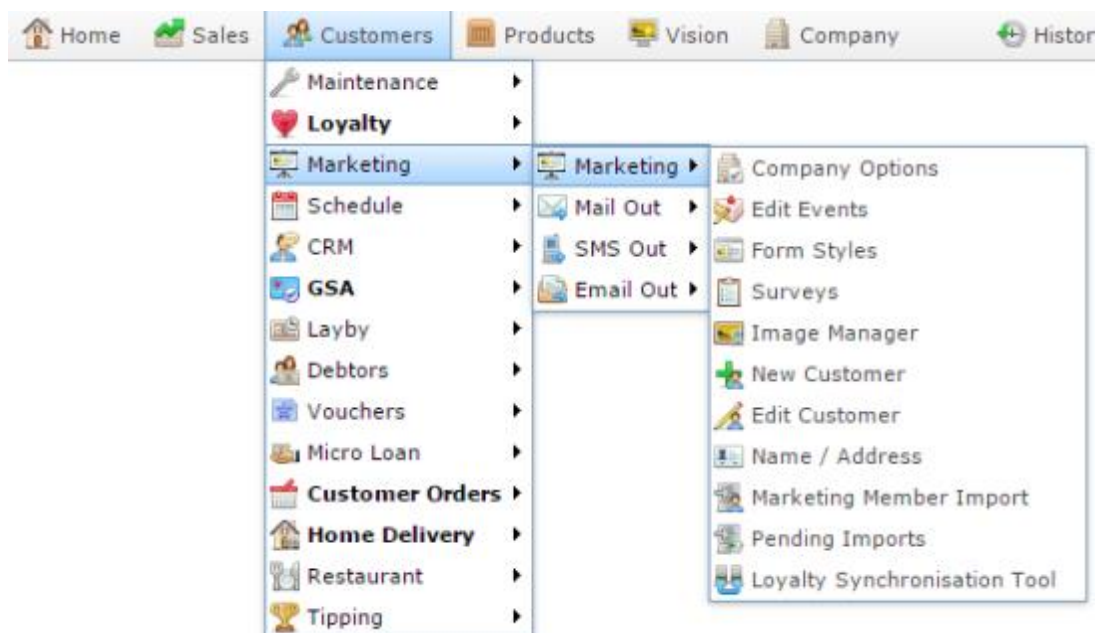 Home Sales Customers Products Vision Company Histor
Maintenance
Loyalty
Marketing Marketing Company Options
Schedule Mail Out Edit Events
CRM SMS Out Form Styles
GSA Email Out Surveys
Layby Image Manager
Debtors New Customer
Vouchers Edit Customer
Micro Loan Name / Address
Customer Orders Marketing Member Import
Home Delivery Pending Imports
Restaurant Loyalty Synchronisation Tool
Tipping